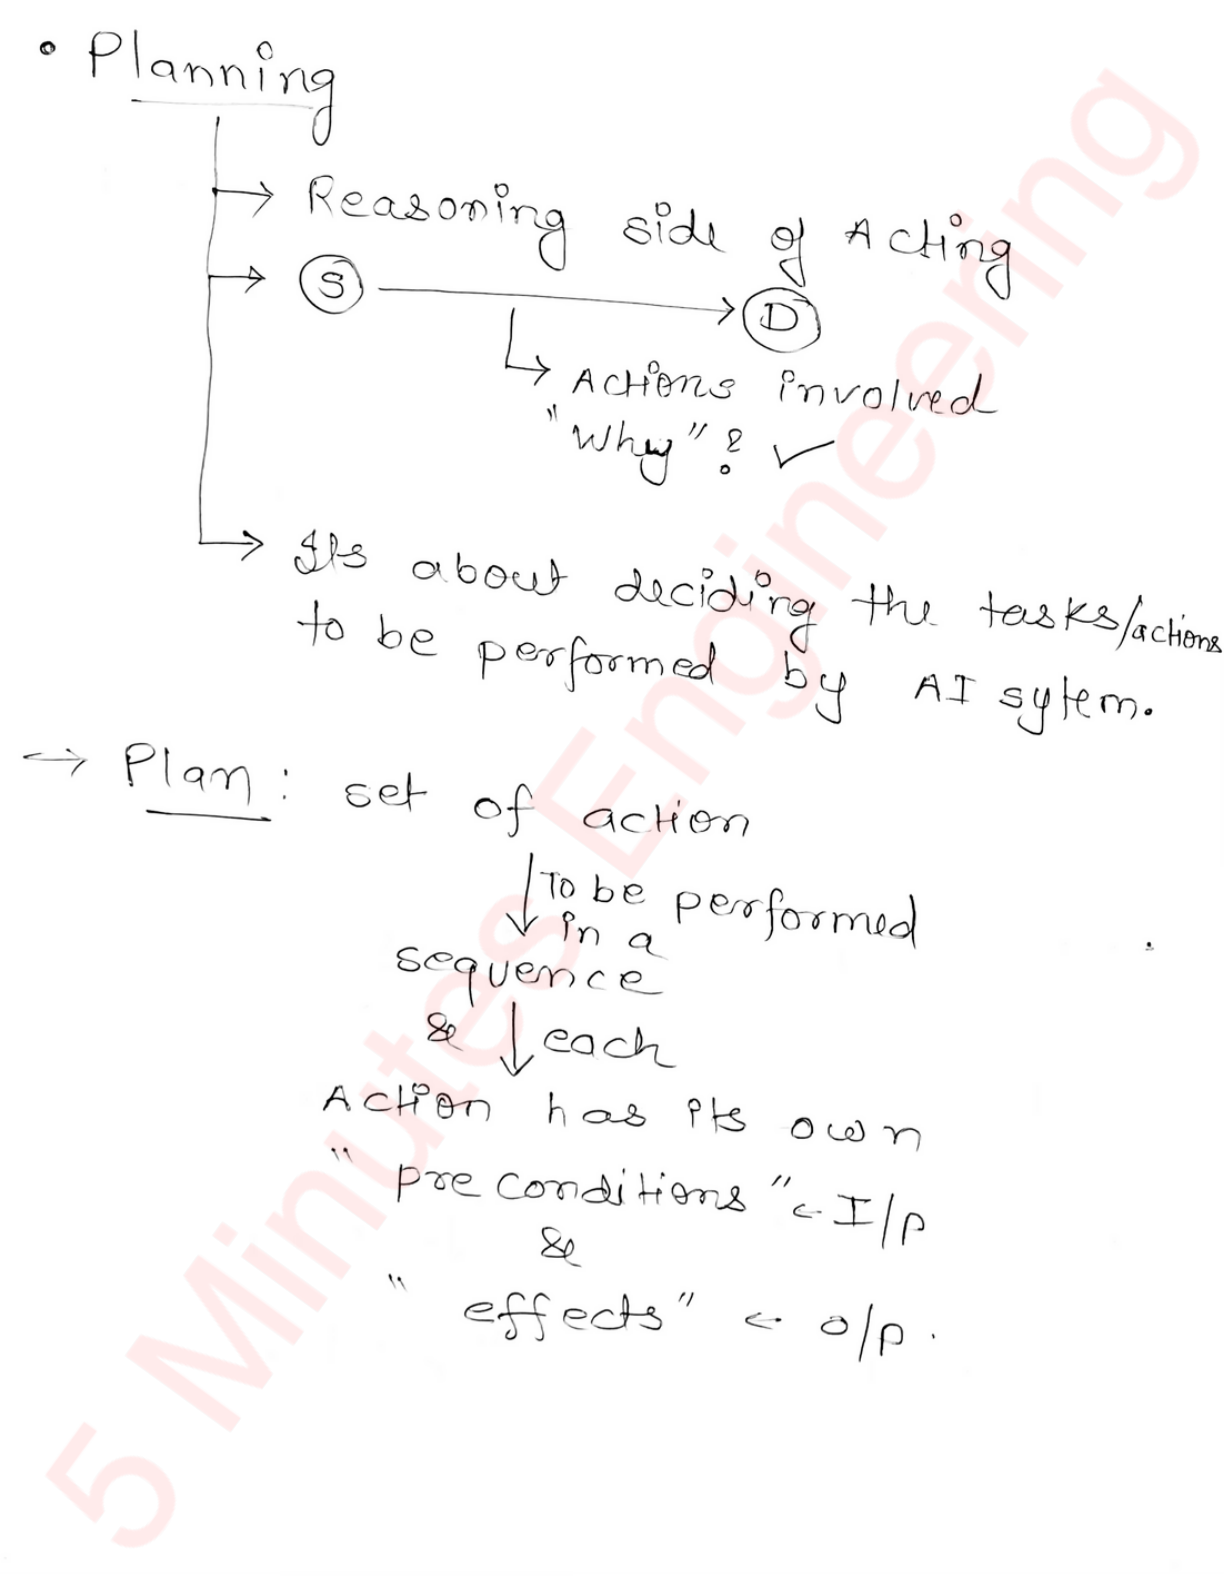 • Planning
→ Reasoning side of Acting
→ S → D
↳ Actions involved
"Why"? ✓
→ Its about deciding the tasks/actions
to be performed by AI sytem.
→ Plan : set of action
↓ To be performed
in a
sequence
& ↓ each
Action has its own
"pre conditions" ← I/p
&
"effects" ← o/p.
5 Minutes Engineering